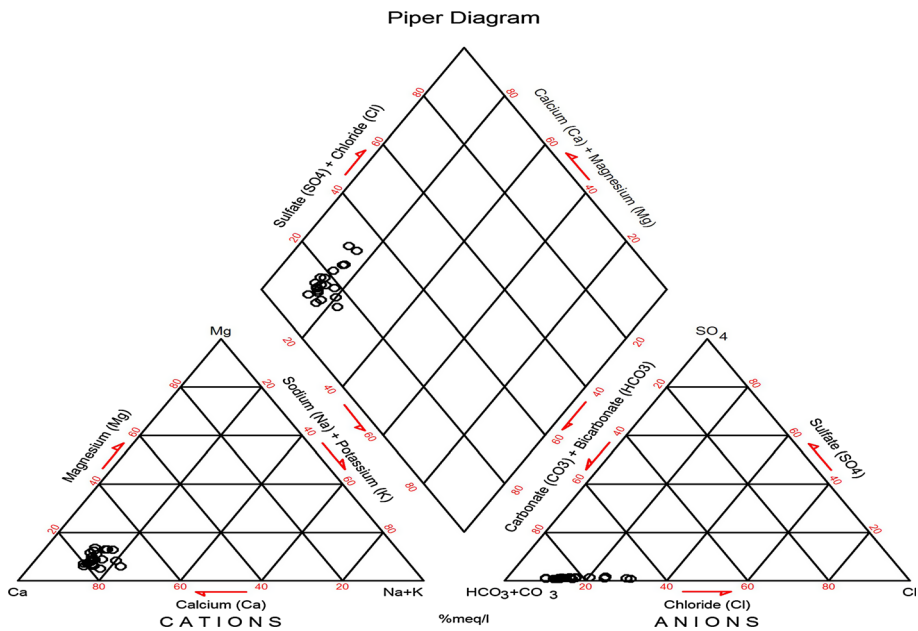 Piper Diagram
Sulfate (SO4) + Chloride (Cl)
Calcium (Ca) + Magnesium (Mg)
80
80
60
60
40
40
20
20
20
20
40
40
60
60
80
80
Mg
SO4
Magnesium (Mg)
Sodium (Na) + Potassium (K)
Carbonate (CO3) + Bicarbonate (HCO3)
Sulfate (SO4)
80
20
60
40
40
60
20
80
20
80
40
60
60
40
80
20
Ca
80
60
40
20
Na+K
HCO3+CO3
20
40
60
80
Cl
Calcium (Ca)
Chloride (Cl)
CATIONS
%meq/l
ANIONS